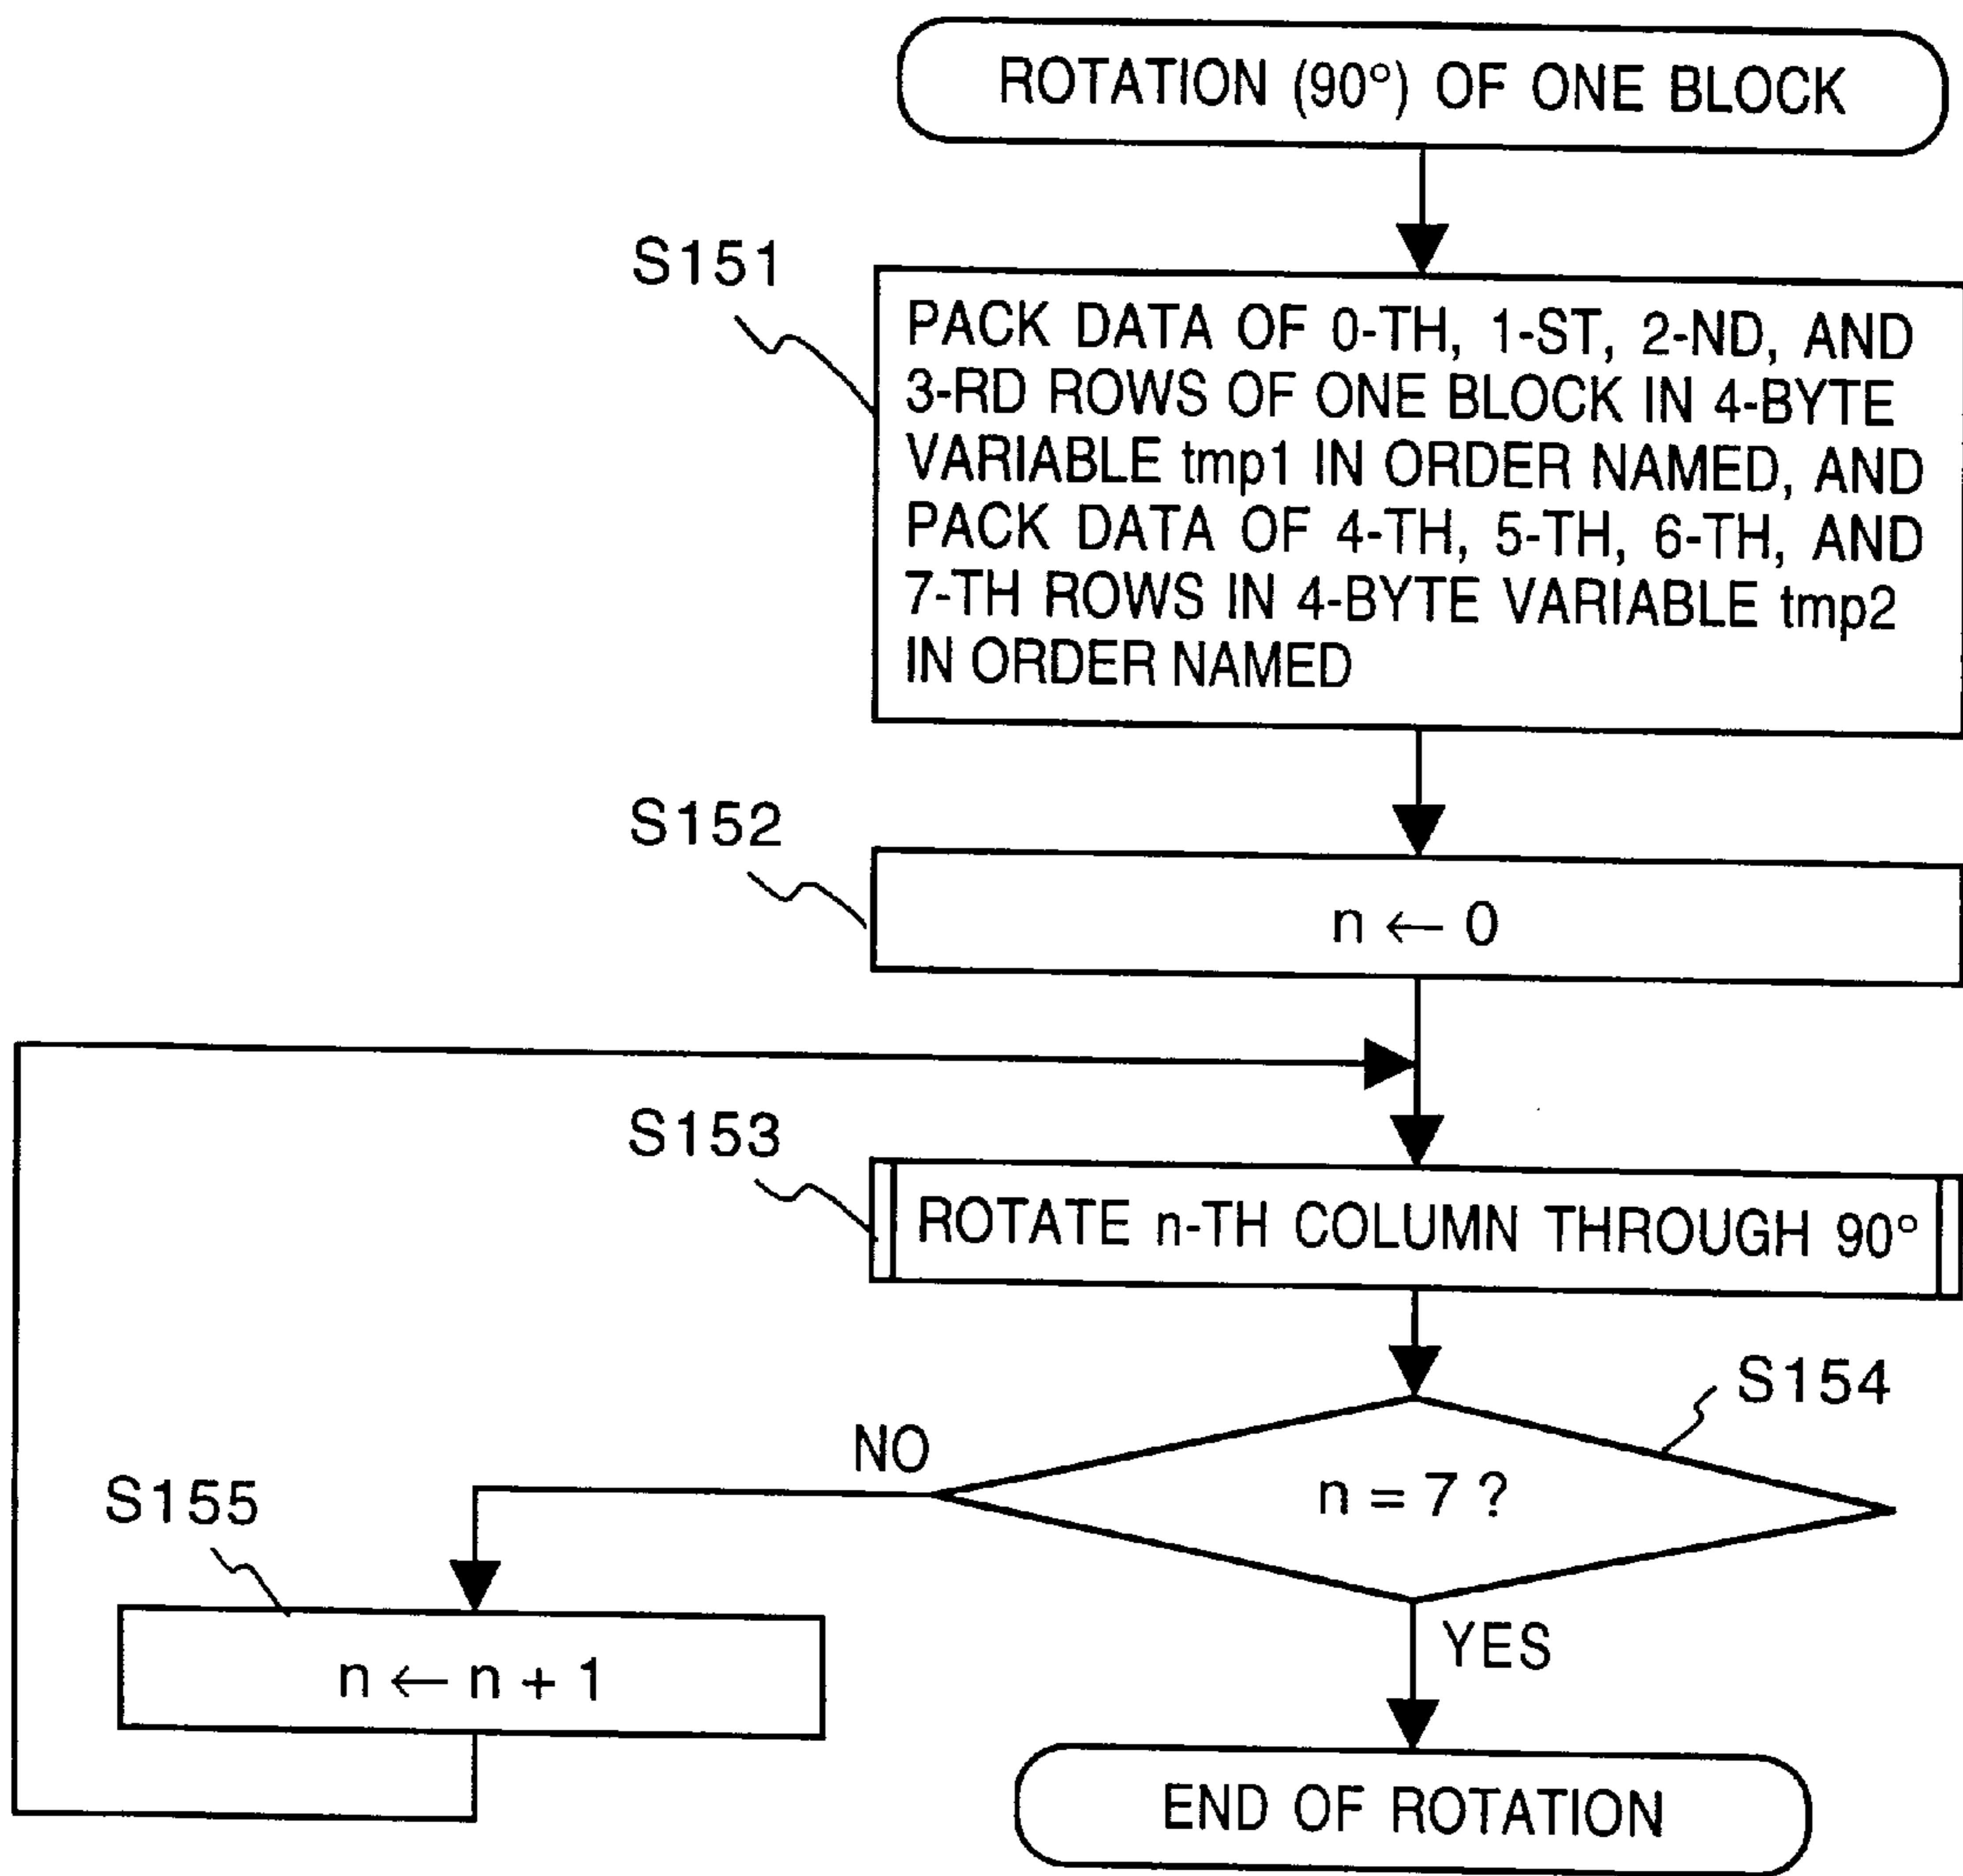 ROTATION (90°) OF ONE BLOCK
S151
PACK DATA OF 0-TH, 1-ST, 2-ND, AND
3-RD ROWS OF ONE BLOCK IN 4-BYTE
VARIABLE tmp1 IN ORDER NAMED, AND
PACK DATA OF 4-TH, 5-TH, 6-TH, AND
7-TH ROWS IN 4-BYTE VARIABLE tmp2
IN ORDER NAMED
S152
n ← 0
S153
ROTATE n-TH COLUMN THROUGH 90°
S154
NO
n = 7 ?
S155
YES
n ← n + 1
END OF ROTATION